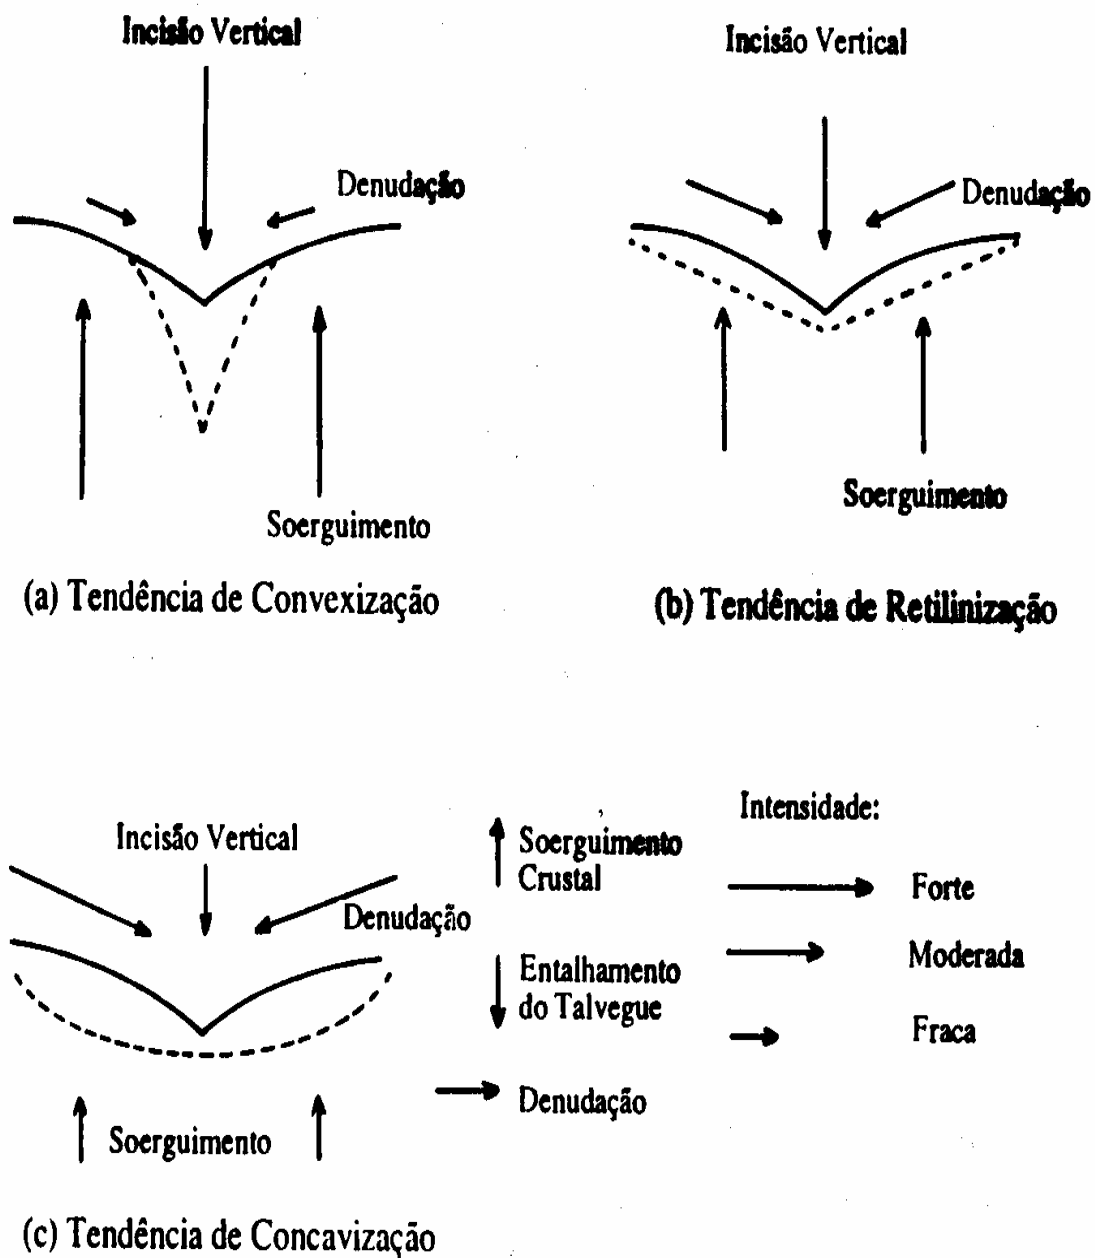 Incisão Vertical
Denudação
Soerguimento
(a) Tendência de Convexização
Incisão Vertical
Denudação
Soerguimento
(b) Tendência de Retilinização
Incisão Vertical
Denudação
Soerguimento
(c) Tendência de Concavização
Soerguimento
Crustal
Entalhamento
do Talvegue
Denudação
Intensidade:
Forte
Moderada
Fraca